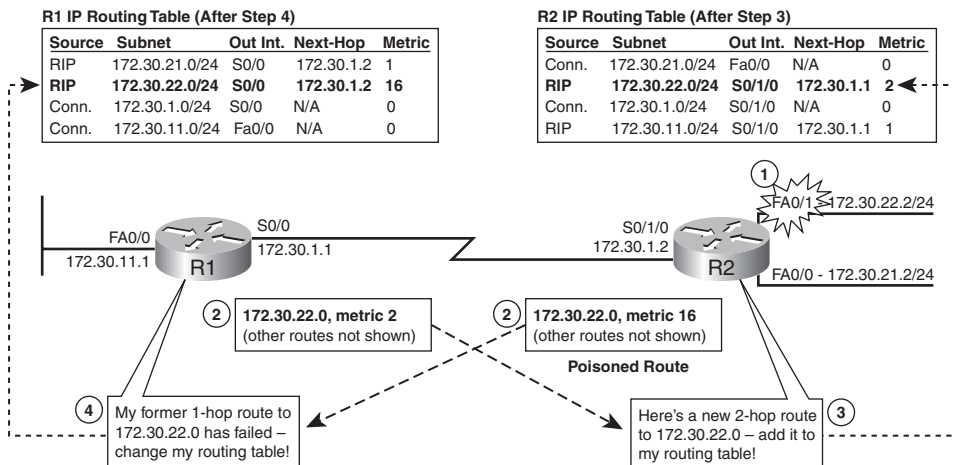 R1 IP Routing Table (After Step 4)
Source Subnet Out Int. Next-Hop Metric
RIP 172.30.21.0/24 S0/0 172.30.1.2 1
RIP 172.30.22.0/24 S0/0 172.30.1.2 16
Conn. 172.30.1.0/24 S0/0 N/A 0
Conn. 172.30.11.0/24 Fa0/0 N/A 0
R2 IP Routing Table (After Step 3)
Source Subnet Out Int. Next-Hop Metric
Conn. 172.30.21.0/24 Fa0/0 N/A 0
RIP 172.30.22.0/24 S0/1/0 172.30.1.1 2
Conn. 172.30.1.0/24 S0/1/0 N/A 0
RIP 172.30.11.0/24 S0/1/0 172.30.1.1 1
1
FA0/1 - 172.30.22.2/24
FA0/0
172.30.11.1
R1
S0/0
172.30.1.1
S0/1/0
172.30.1.2
R2
FA0/0 - 172.30.21.2/24
2
172.30.22.0, metric 2
(other routes not shown)
2
172.30.22.0, metric 16
(other routes not shown)
Poisoned Route
4
My former 1-hop route to
172.30.22.0 has failed –
change my routing table!
Here's a new 2-hop route
to 172.30.22.0 – add it to
my routing table!
3